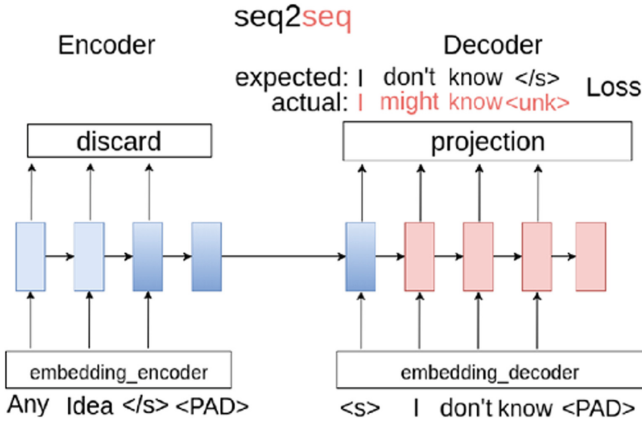 seq2seq
Encoder Decoder
expected: I don't know </s>
actual: I might know <unk>
Loss
discard projection
embedding_encoder embedding_decoder
Any Idea </s> <PAD> <s> I don't know <PAD>